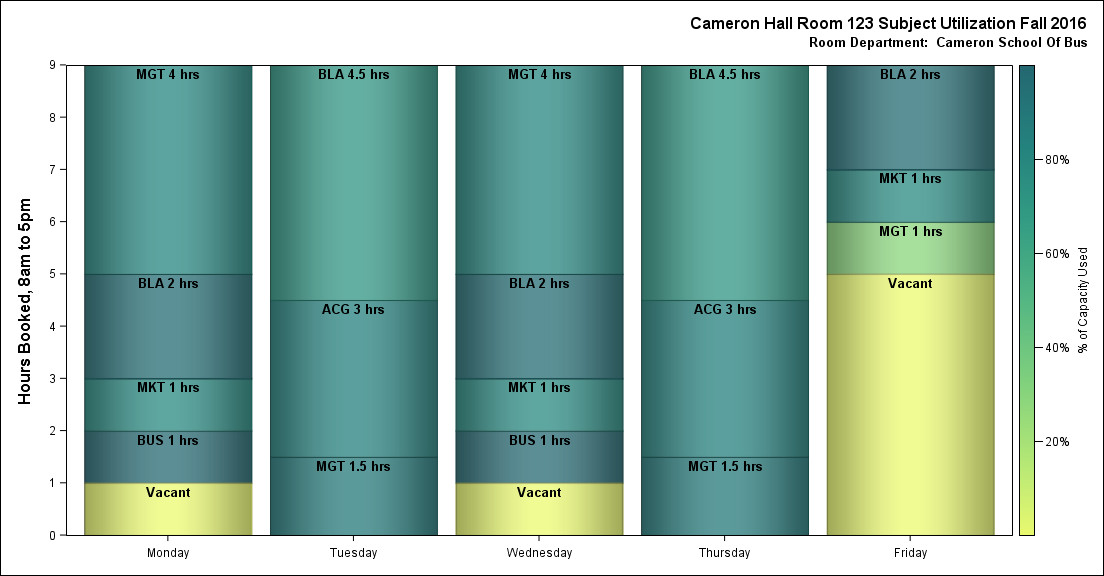 Cameron Hall Room 123 Subject Utilization Fall 2016
Room Department:  Cameron School Of Bus
Hours Booked, 8am to 5pm
9
8
7
6
5
4
3
2
1
0
MGT 4 hrs
BLA 2 hrs
MKT 1 hrs
BUS 1 hrs
Vacant
BLA 4.5 hrs
ACG 3 hrs
MGT 1.5 hrs
MGT 4 hrs
BLA 2 hrs
MKT 1 hrs
BUS 1 hrs
Vacant
BLA 4.5 hrs
ACG 3 hrs
MGT 1.5 hrs
BLA 2 hrs
MKT 1 hrs
MGT 1 hrs
Vacant
Monday
Tuesday
Wednesday
Thursday
Friday
80%
60%
40%
20%
% of Capacity Used